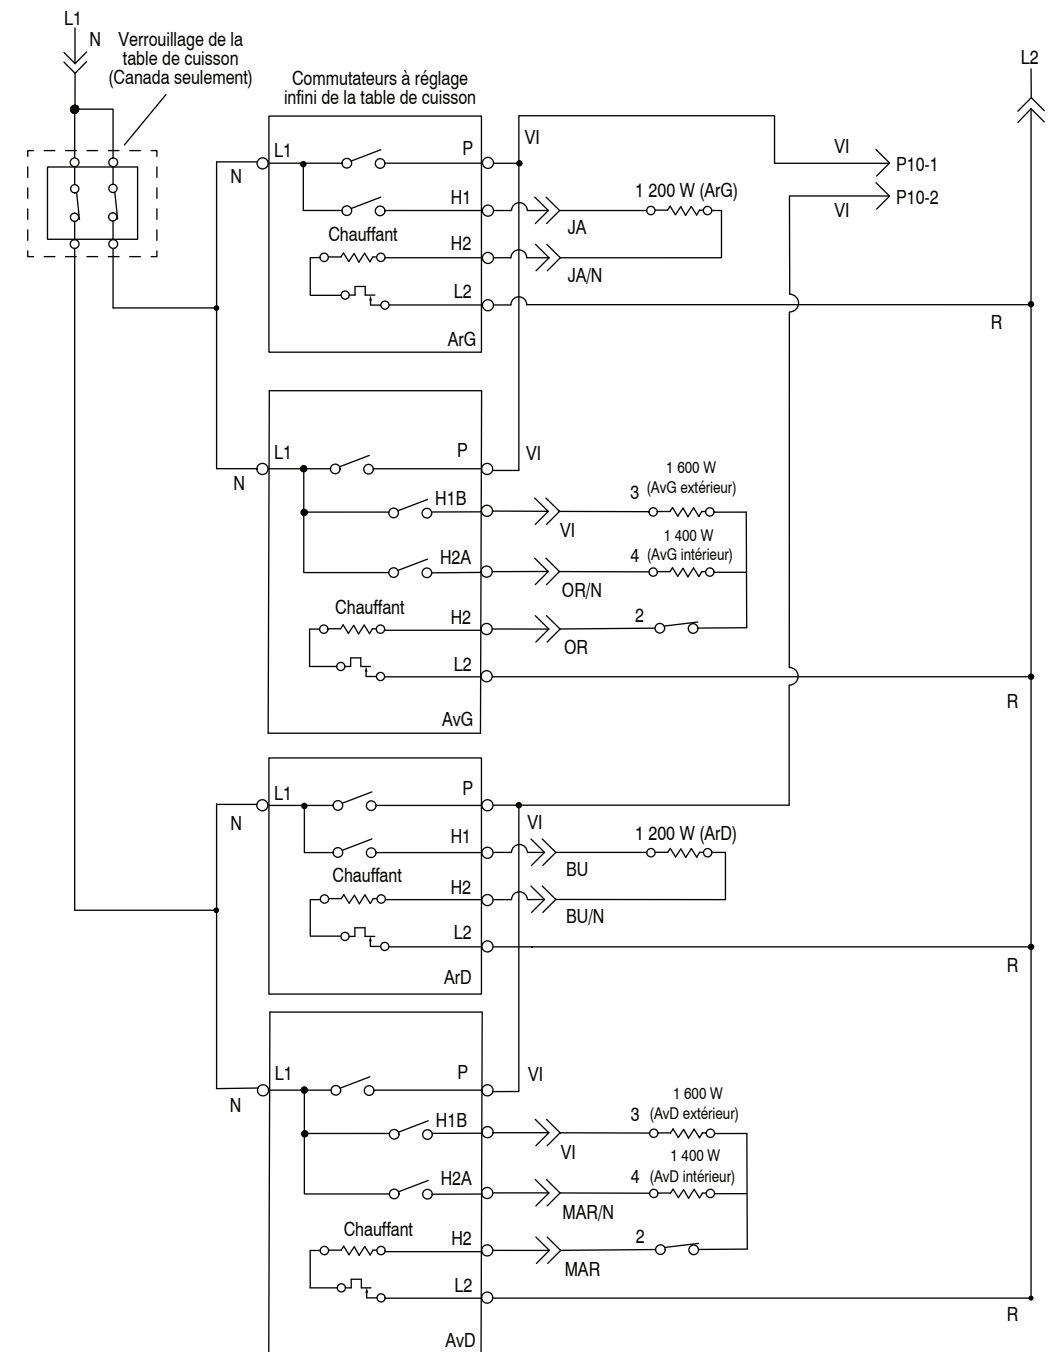 L1
N
Verrouillage de la
table de cuisson
(Canada seulement)
Commutateurs à réglage
infini de la table de cuisson
L2
L1
N
P
VI
VI
P10-1
P10-2
VI
H1
JA
1 200 W (ArG)
Chauffant
H2
JA/N
L2
R
ArG
L1
N
P
VI
H1B
VI
1 600 W
3 (AvG extérieur)
1 400 W
4 (AvG intérieur)
H2A
OR/N
Chauffant
H2
OR
2
L2
R
AvG
L1
N
P
VI
H1
BU
1 200 W (ArD)
Chauffant
H2
BU/N
L2
R
ArD
L1
N
P
VI
H1B
VI
1 600 W
3 (AvD extérieur)
1 400 W
4 (AvD intérieur)
H2A
MAR/N
Chauffant
H2
MAR
2
L2
R
AvD